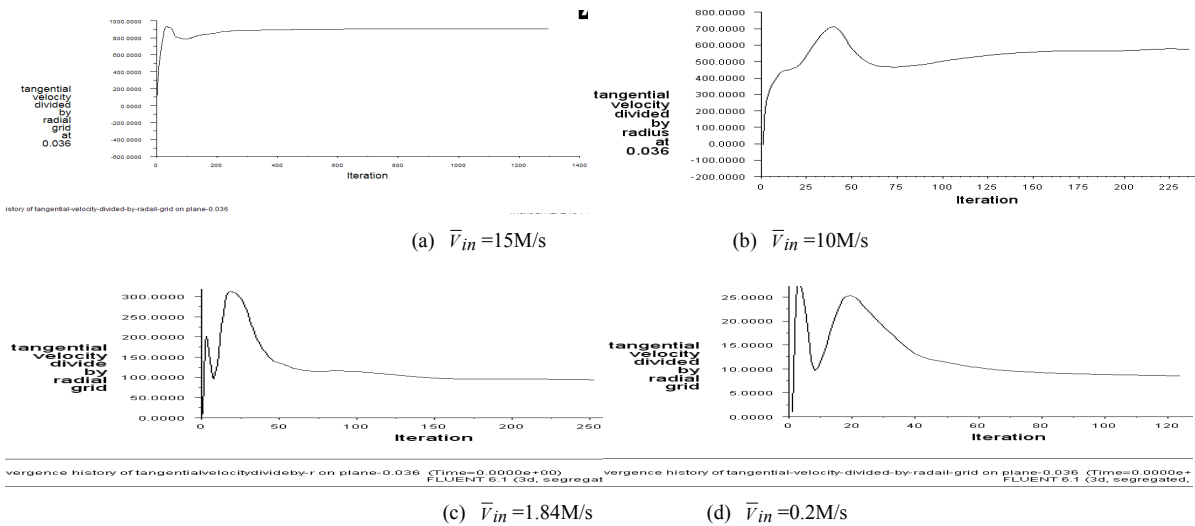 1000.0000
800.0000
600.0000
400.0000
200.0000
0.0000
-200.0000
-400.0000
-600.0000
tangential
velocity
divided
by
radial
grid
at
0.036
0 200 400 600 800 1000 1200 1400
Iteration
istory of tangential-velocity-divided-by-radail-grid on plane-0.036
(a) V̅in =15M/s
800.0000
700.0000
600.0000
500.0000
400.0000
300.0000
200.0000
100.0000
0.0000
-100.0000
-200.0000
tangential
velocity
divided
by
radius
at
0.036
0 25 50 75 100 125 150 175 200 225
Iteration
(b) V̅in =10M/s
300.0000
250.0000
200.0000
150.0000
100.0000
50.0000
0.0000
tangential
velocity
divide
by
radial
grid
0 50 100 150 200 250
Iteration
vergence history of tangentialvelocitydivideby-r on plane-0.036 (Time=0.0000e+00)
FLUENT 6.1 (3d, segregat
(c) V̅in =1.84M/s
25.0000
20.0000
15.0000
10.0000
5.0000
0.0000
tangential
velocity
divided
by
radial
grid
0 20 40 60 80 100 120
Iteration
vergence history of tangential-velocity-divided-by-radail-grid on plane-0.036 (Time=0.0000e+
FLUENT 6.1 (3d, segregated,
(d) V̅in =0.2M/s